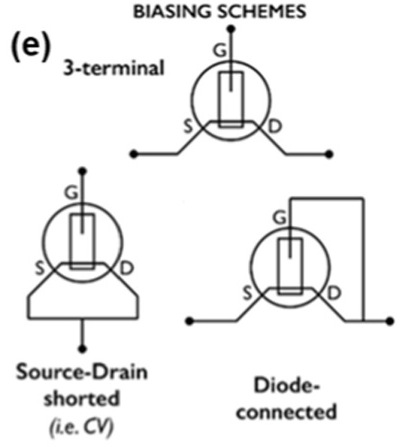 BIASING SCHEMES
(e)
3-terminal
G
S D
G
S D
Source-Drain
shorted
(i.e. CV)
G
S D
Diode-
connected